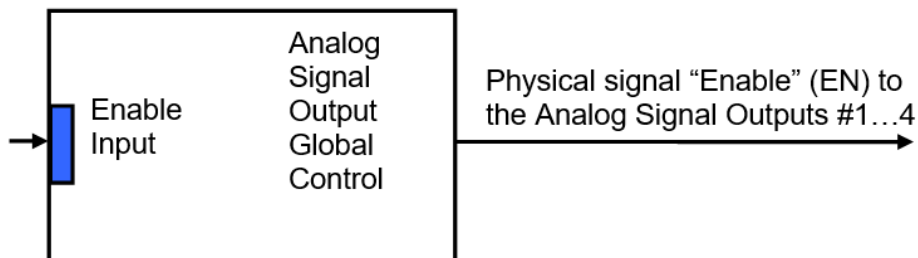 Enable
Input
Analog
Signal
Output
Global
Control
Physical signal “Enable” (EN) to
the Analog Signal Outputs #1…4